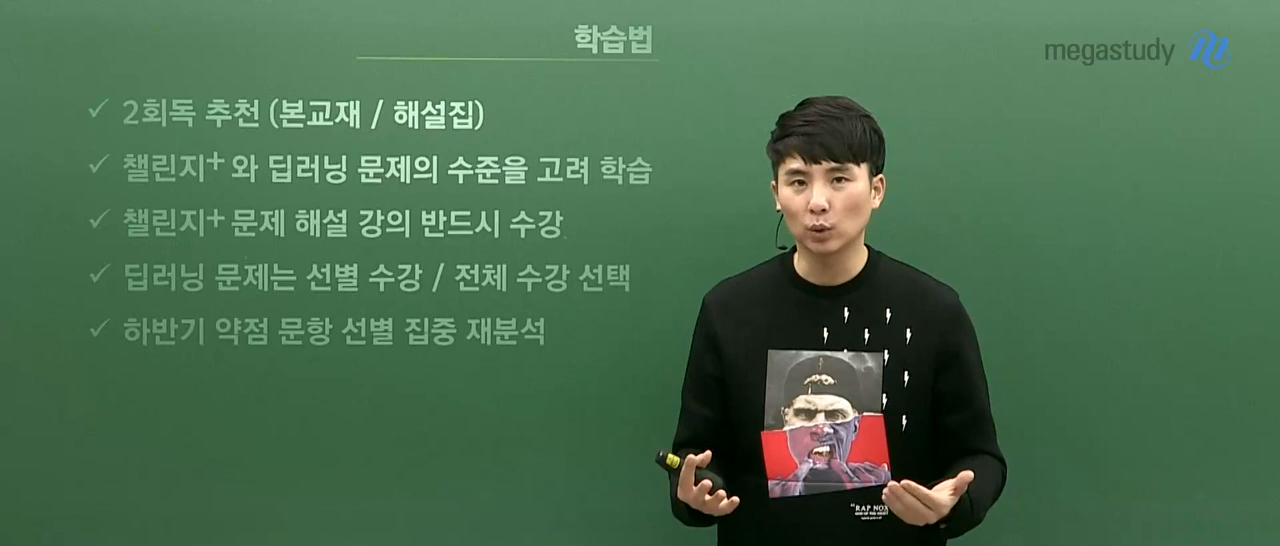 학습법
megastudy
✓ 2회독 추천 (본교재 / 해설집)
✓ 챌린지+ 와 딥러닝 문제의 수준을 고려 학습
✓ 챌린지+ 문제 해설 강의 반드시 수강
✓ 딥러닝 문제는 선별 수강 / 전체 수강 선택
✓ 하반기 약점 문항 선별 집중 재분석
"RAP NOX